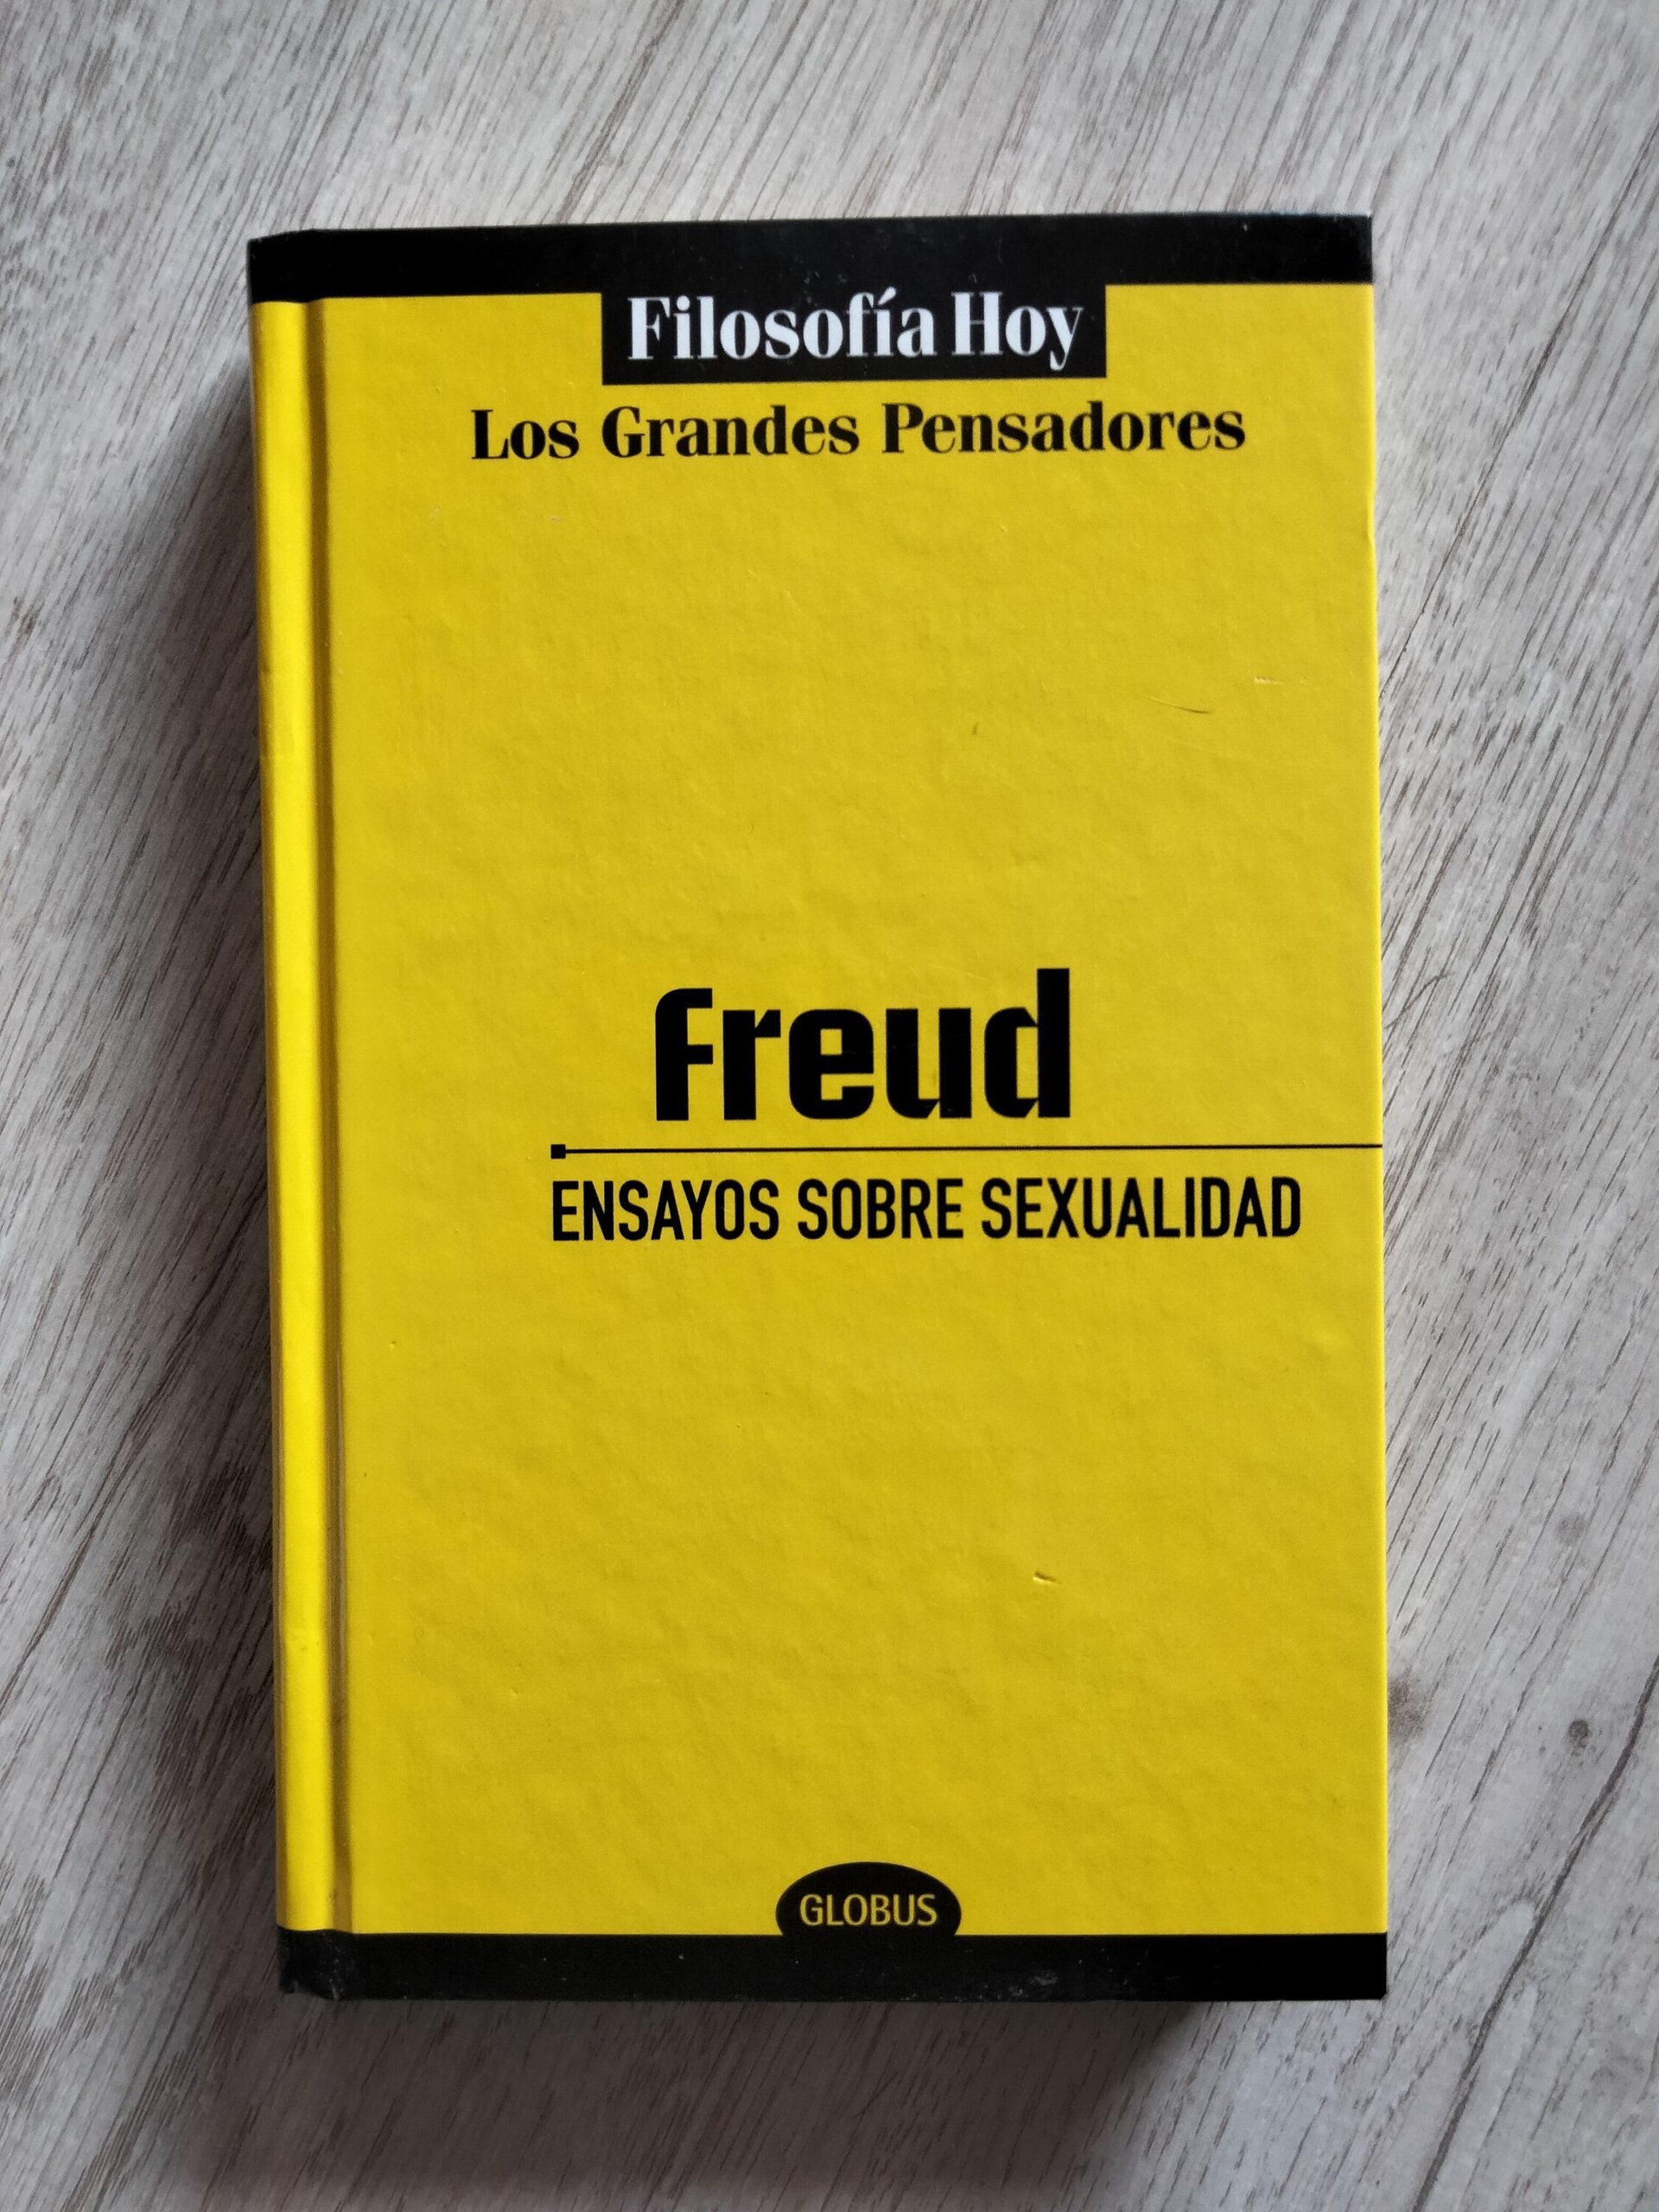 Filosofía Hoy
Los Grandes Pensadores
freud
ENSAYOS SOBRE SEXUALIDAD
GLOBUS